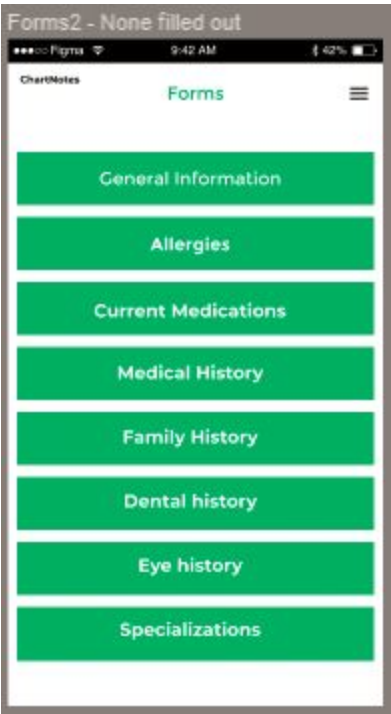 Forms2 - None filled out
Figma 9:42 AM 42%
ChartNotes
Forms
General Information
Allergies
Current Medications
Medical History
Family History
Dental history
Eye history
Specializations